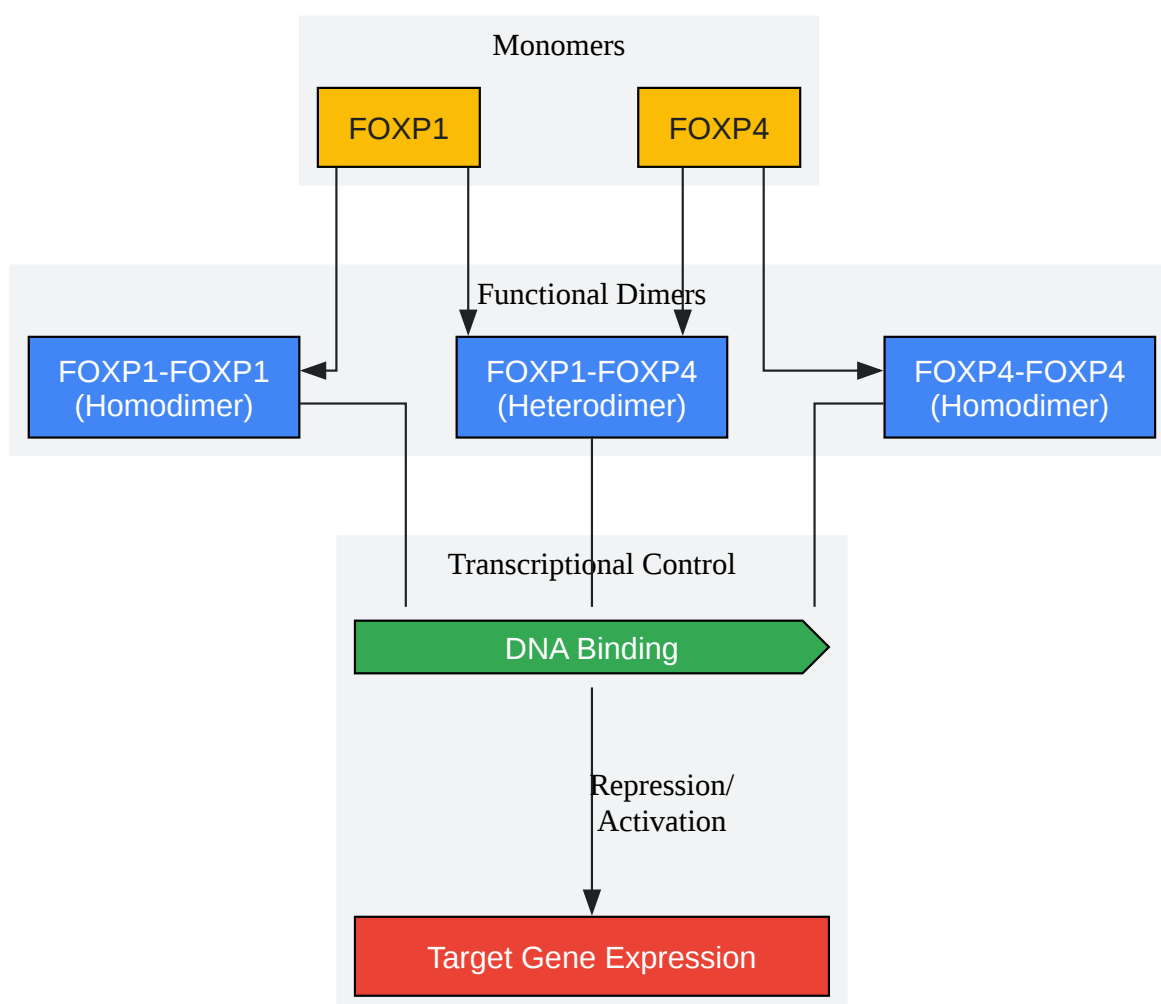 Monomers
FOXP1
FOXP4
Functional Dimers
FOXP1-FOXP1
(Homodimer)
FOXP1-FOXP4
(Heterodimer)
FOXP4-FOXP4
(Homodimer)
Transcriptional Control
DNA Binding
Repression/
Activation
Target Gene Expression